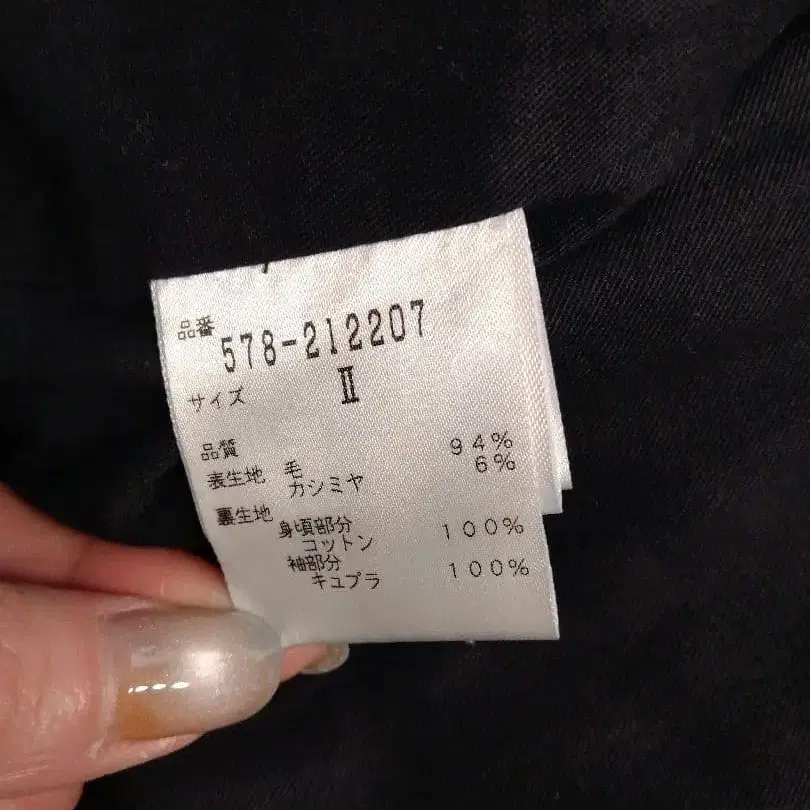 品番 578-212207
サイズ Ⅱ
品質
表生地 毛 94%
カシミヤ 6%
裏生地
身頃部分
コットン 100%
袖部分
キュプラ 100%